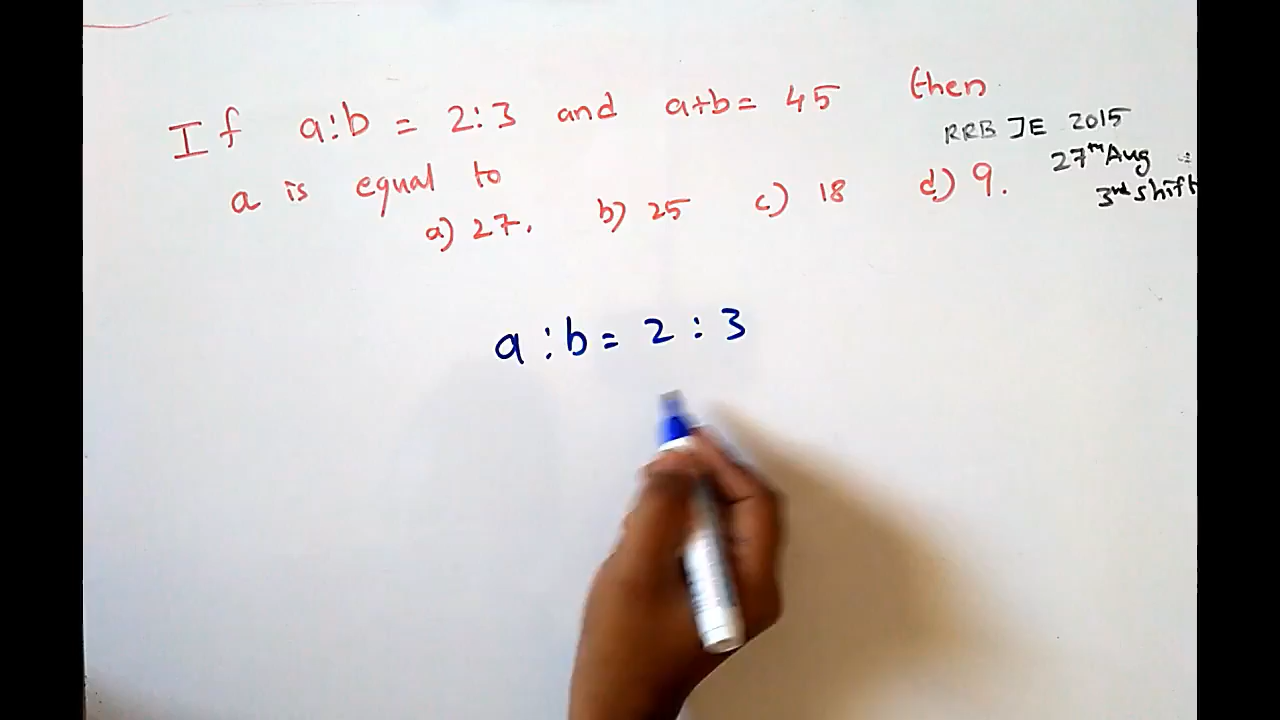 If a:b = 2:3 and a+b = 45 then
RRB JE 2015
27th Aug
3rd shift
a is equal to
a) 27. b) 25 c) 18 d) 9.
a : b = 2 : 3